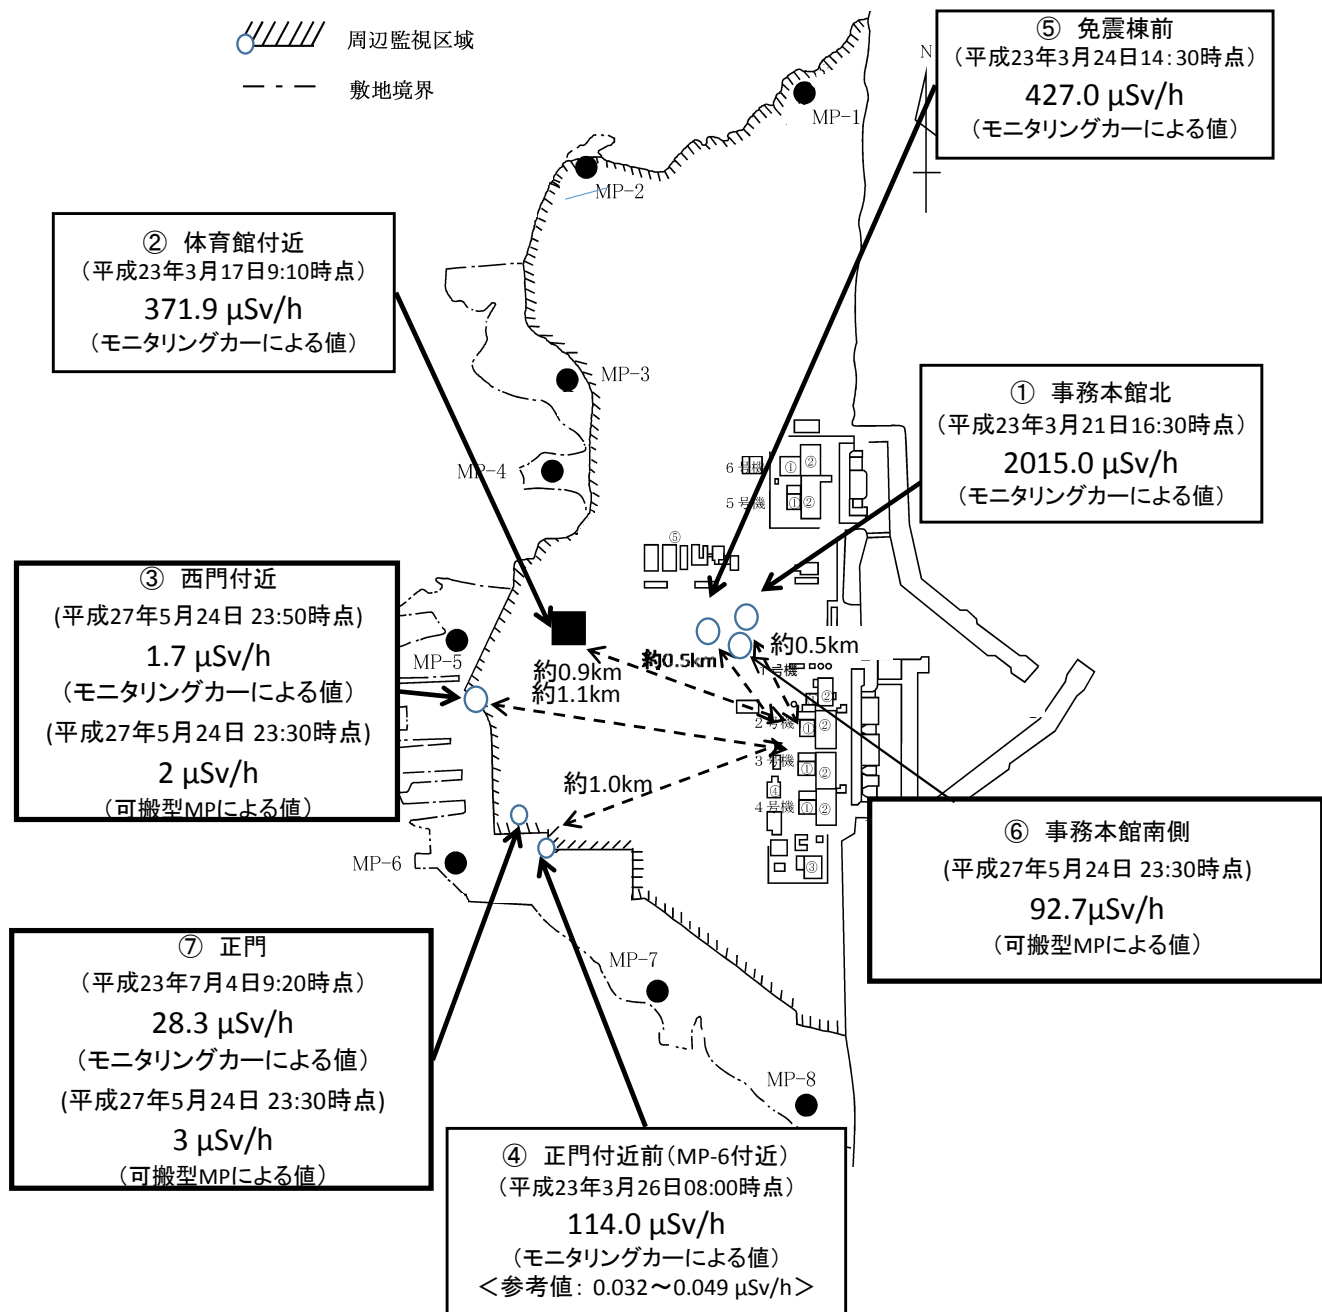 周辺監視区域
敷地境界
⑤ 免震棟前
（平成23年3月24日14:30時点）
427.0 μSv/h
（モニタリングカーによる値）
N
MP-1
MP-2
② 体育館付近
（平成23年3月17日9:10時点）
371.9 μSv/h
（モニタリングカーによる値）
MP-3
① 事務本館北
（平成23年3月21日16:30時点）
2015.0 μSv/h
（モニタリングカーによる値）
MP-4
6号機
①
②
5号機
①
②
⑤
③ 西門付近
(平成27年5月24日 23:50時点)
1.7 μSv/h
（モニタリングカーによる値）
(平成27年5月24日 23:30時点)
2 μSv/h
（可搬型MPによる値）
MP-5
約0.9km
約1.1km
約0.5km
約0.5km
1号機
②
2号機
①
②
3号機
①
②
約1.0km
④
4号機
①
②
③
MP-6
⑥ 事務本館南側
(平成27年5月24日 23:30時点)
92.7μSv/h
（可搬型MPによる値）
⑦ 正門
（平成23年7月4日9:20時点）
28.3 μSv/h
（モニタリングカーによる値）
(平成27年5月24日 23:30時点)
3 μSv/h
（可搬型MPによる値）
MP-7
MP-8
④ 正門付近前（MP-6付近）
（平成23年3月26日08:00時点）
114.0 μSv/h
（モニタリングカーによる値）
＜参考値：0.032～0.049 μSv/h＞